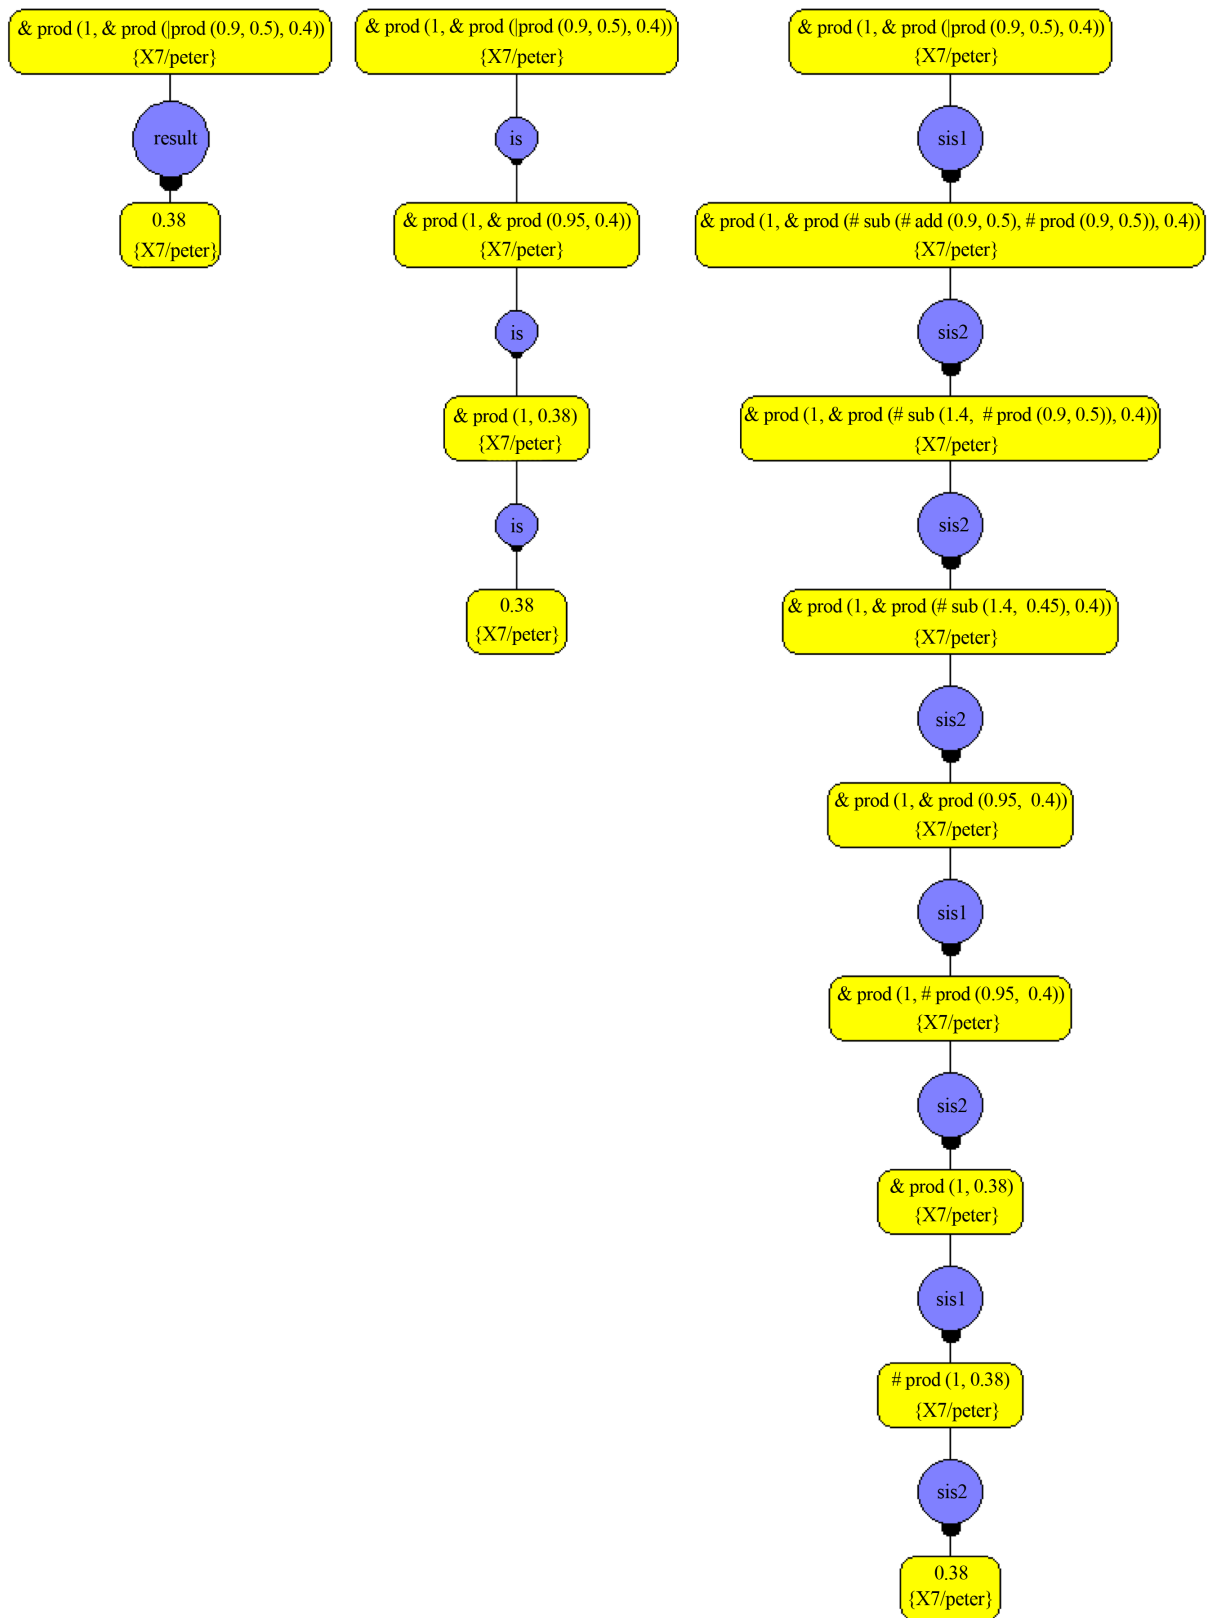 & prod (1, & prod (|prod (0.9, 0.5), 0.4))
{X7/peter}
result
0.38
{X7/peter}
& prod (1, & prod (|prod (0.9, 0.5), 0.4))
{X7/peter}
is
& prod (1, & prod (0.95, 0.4))
{X7/peter}
is
& prod (1, 0.38)
{X7/peter}
is
0.38
{X7/peter}
& prod (1, & prod (|prod (0.9, 0.5), 0.4))
{X7/peter}
sis1
& prod (1, & prod (# sub (# add (0.9, 0.5), # prod (0.9, 0.5)), 0.4))
{X7/peter}
sis2
& prod (1, & prod (# sub (1.4, # prod (0.9, 0.5)), 0.4))
{X7/peter}
sis2
& prod (1, & prod (# sub (1.4, 0.45), 0.4))
{X7/peter}
sis2
& prod (1, & prod (0.95, 0.4))
{X7/peter}
sis1
& prod (1, # prod (0.95, 0.4))
{X7/peter}
sis2
& prod (1, 0.38)
{X7/peter}
sis1
# prod (1, 0.38)
{X7/peter}
sis2
0.38
{X7/peter}